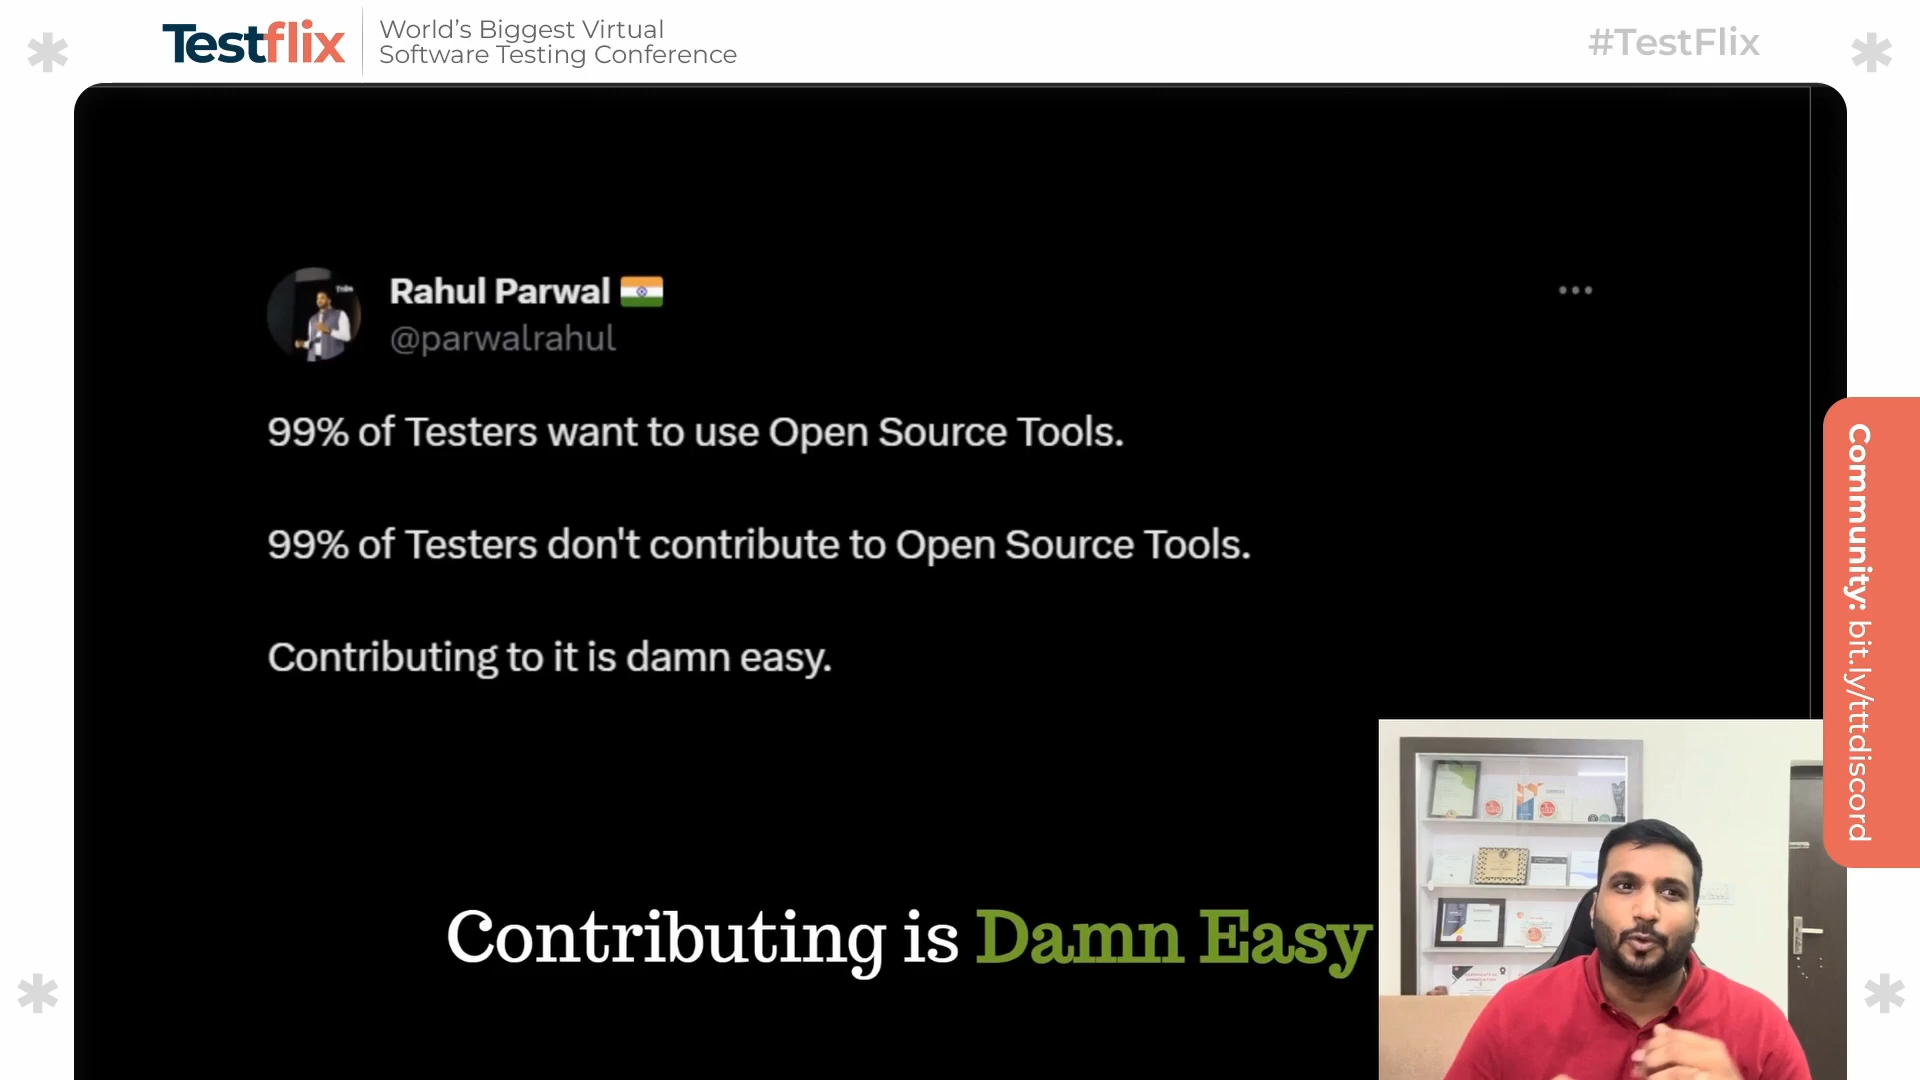 Testflix
World’s Biggest Virtual
Software Testing Conference
#TestFlix
Rahul Parwal
@parwalrahul
99% of Testers want to use Open Source Tools.
99% of Testers don't contribute to Open Source Tools.
Contributing to it is damn easy.
Contributing is Damn Easy
Community: bit.ly/tttdiscord